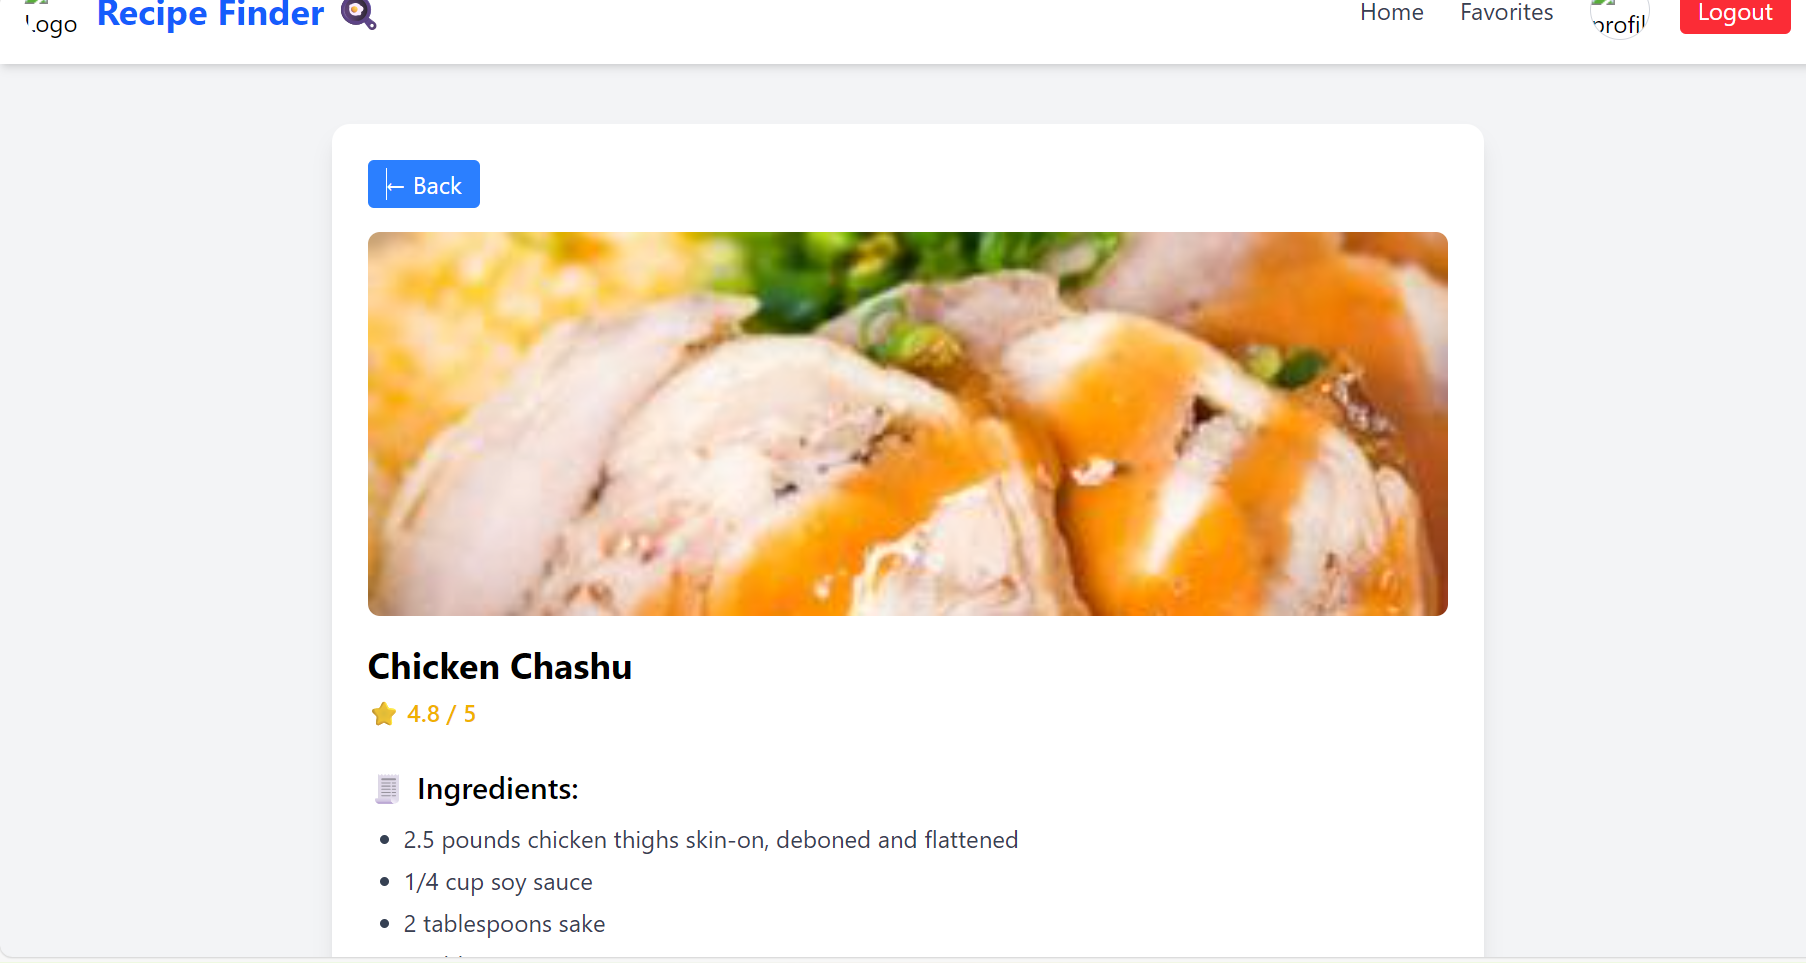 Logo
Recipe Finder
Home
Favorites
profil
Logout
← Back
Chicken Chashu
4.8 / 5
Ingredients:
• 2.5 pounds chicken thighs skin-on, deboned and flattened
• 1/4 cup soy sauce
• 2 tablespoons sake